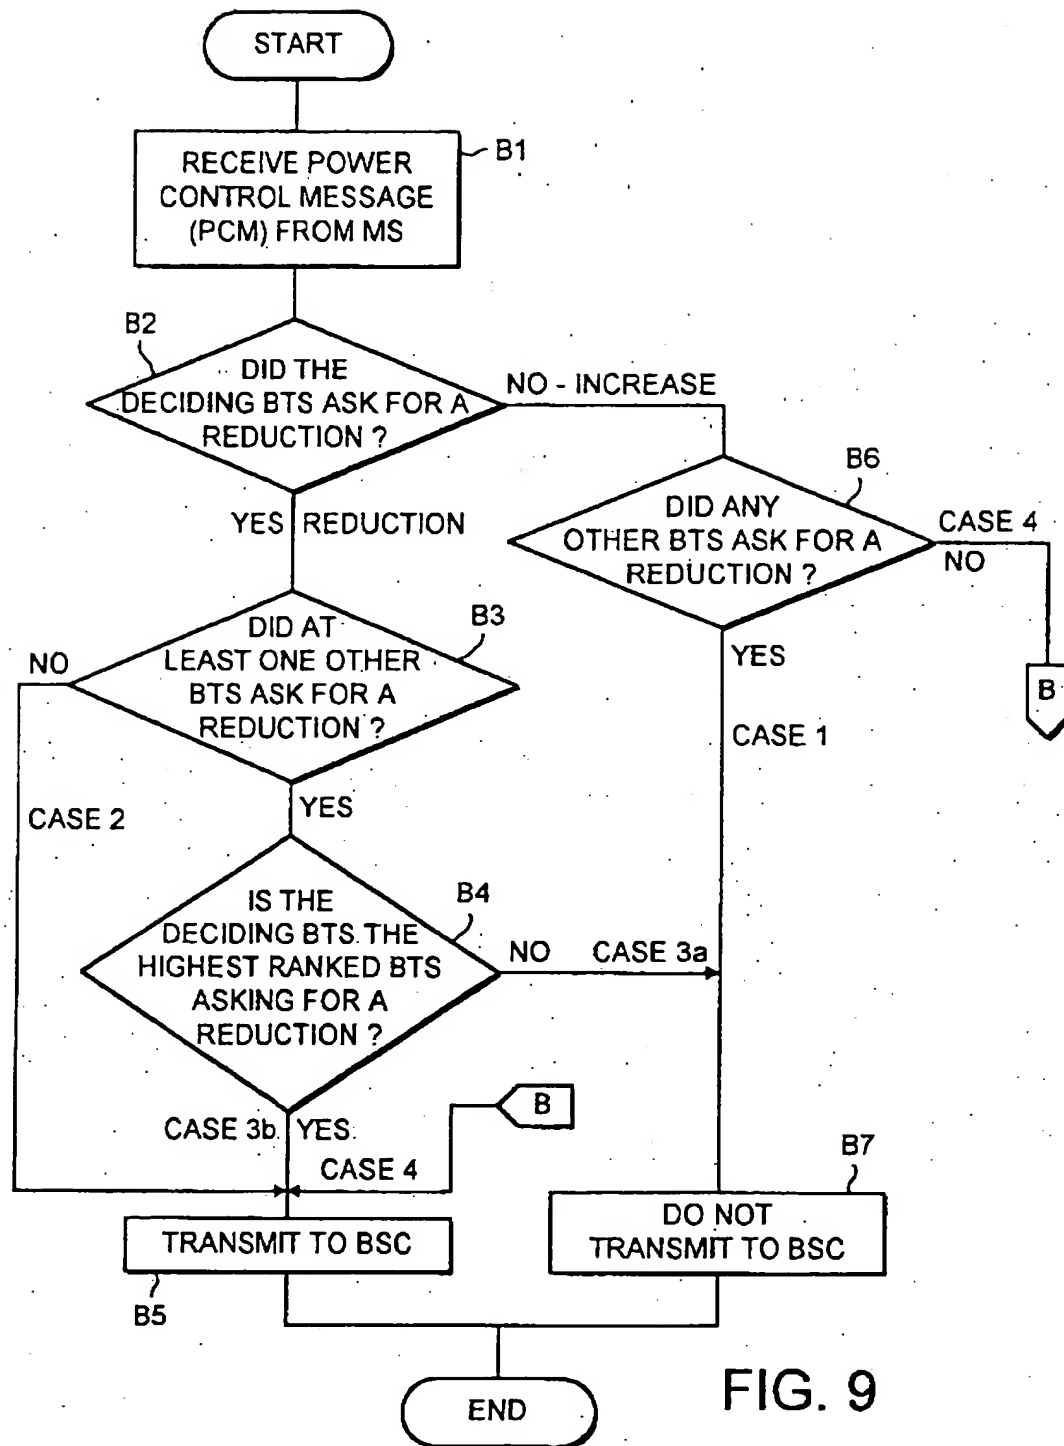 START
RECEIVE POWER
CONTROL MESSAGE
(PCM) FROM MS
B1
B2
DID THE
DECIDING BTS ASK FOR A
REDUCTION ?
NO - INCREASE
YES REDUCTION
B6
DID ANY
OTHER BTS ASK FOR A
REDUCTION ?
CASE 4
NO
B
YES
CASE 1
B3
DID AT
LEAST ONE OTHER
BTS ASK FOR A
REDUCTION ?
NO
CASE 2
YES
B4
IS THE
DECIDING BTS THE
HIGHEST RANKED BTS
ASKING FOR A
REDUCTION ?
NO CASE 3a
CASE 3b YES
B
CASE 4
TRANSMIT TO BSC
B5
B7
DO NOT
TRANSMIT TO BSC
END
FIG. 9